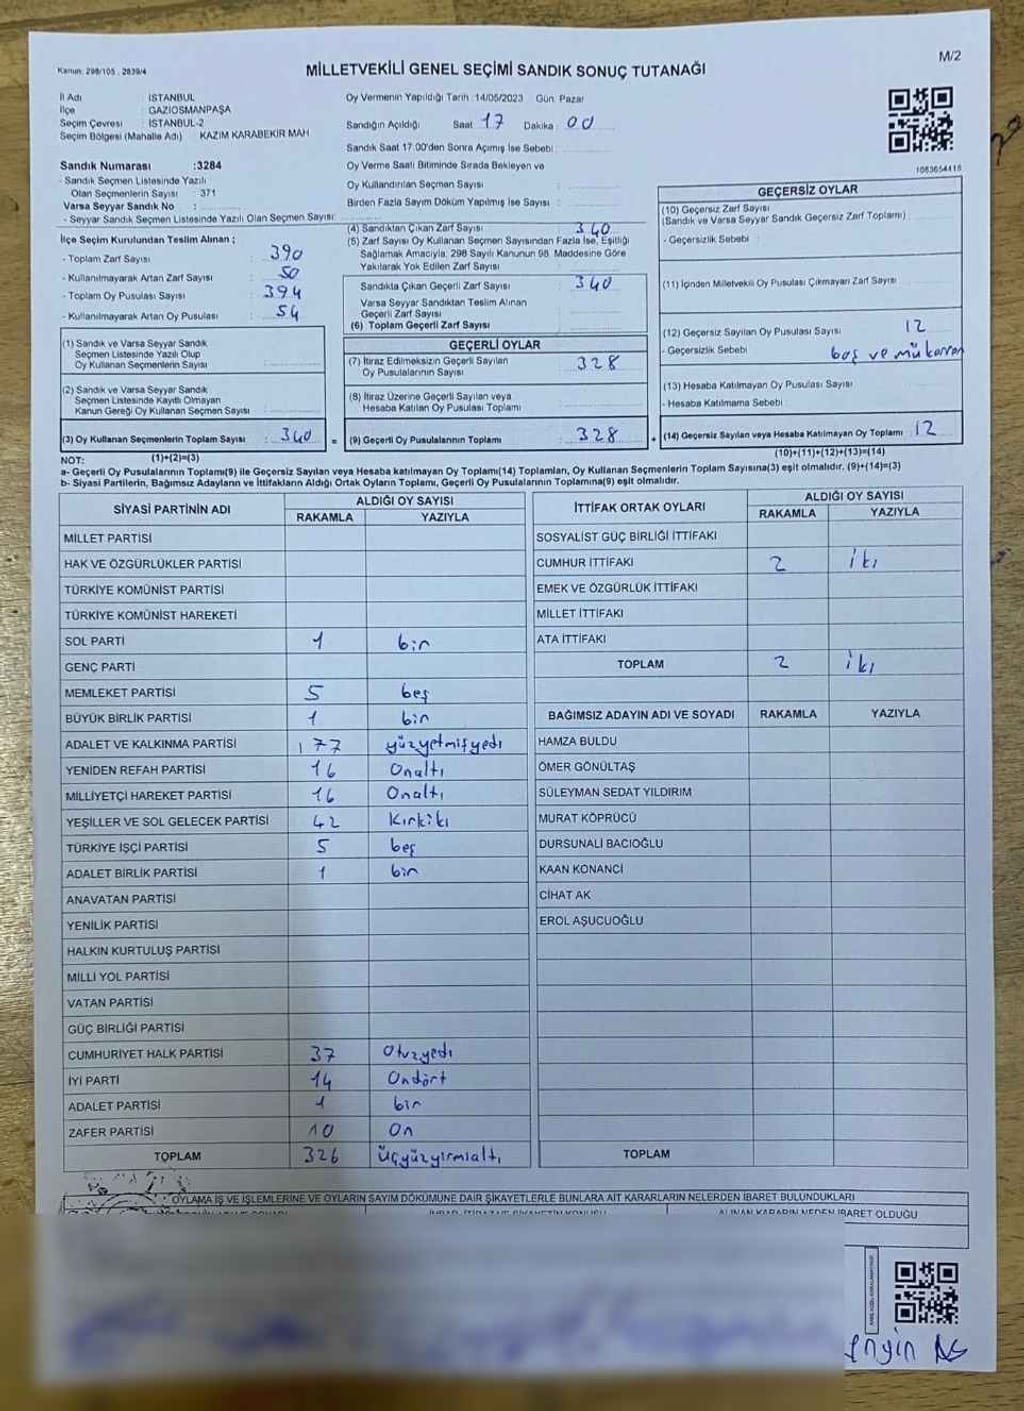 Kanun: 298/105 . 2839/4
MİLLETVEKİLİ GENEL SEÇİMİ SANDIK SONUÇ TUTANAĞI
M/2
İl Adı : İSTANBUL
İlçe : GAZİOSMANPAŞA
Seçim Çevresi : İSTANBUL-2
Seçim Bölgesi (Mahalle Adı) KAZIM KARABEKİR MAH
Oy Vermenin Yapıldığı Tarih :14/05/2023 Gün: Pazar
Sandığın Açıldığı Saat 17 Dakika 00
Sandık Saat 17:00'den Sonra Açımış İse Sebebi
Sandık Numarası :3284
- Sandık Seçmen Listesinde Yazılı
Olan Seçmenlerin Sayısı : 371
Varsa Seyyar Sandık No :
- Seyyar Sandık Seçmen Listesinde Yazılı Olan Seçmen Sayısı:
Oy Verme Saati Bitiminde Sırada Bekleyen ve
Oy Kullandırılan Seçmen Sayısı
Birden Fazla Sayım Döküm Yapılmış İse Sayısı
İlçe Seçim Kurulundan Teslim Alınan ;
- Toplam Zarf Sayısı : 390
- Kullanılmayarak Artan Zarf Sayısı : 50
- Toplam Oy Pusulası Sayısı : 394
- Kullanılmayarak Artan Oy Pusulası : 54
(4) Sandıktan Çıkan Zarf Sayısı 340
(5) Zarf Sayısı Oy Kullanan Seçmen Sayısından Fazla İse, Eşitliği
Sağlamak Amacıyla; 298 Sayılı Kanunun 98. Maddesine Göre
Yakılarak Yok Edilen Zarf Sayısı
Sandıkta Çıkan Geçerli Zarf Sayısı 340
Varsa Seyyar Sandıktan Teslim Alınan
Geçerli Zarf Sayısı
(6) Toplam Geçerli Zarf Sayısı
1083654415
GEÇERSİZ OYLAR
(10) Geçersiz Zarf Sayısı
(Sandık ve Varsa Seyyar Sandık Geçersiz Zarf Toplamı)
- Geçersizlik Sebebi
(11) İçinden Milletvekili Oy Pusulası Çıkmayan Zarf Sayısı
(12) Geçersiz Sayılan Oy Pusulası Sayısı 12
- Geçersizlik Sebebi boş ve mükerrer
(13) Hesaba Katılmayan Oy Pusulası Sayısı
- Hesaba Katılmama Sebebi
(14) Geçersiz Sayılan veya Hesaba Katılmayan Oy Toplamı 12
(10)+(11)+(12)+(13)=(14)
(1) Sandık ve Varsa Seyyar Sandık
Seçmen Listesinde Yazılı Olup
Oy Kullanan Seçmenlerin Sayısı
(2) Sandık ve Varsa Seyyar Sandık
Seçmen Listesinde Kayıtlı Olmayan
Kanun Gereği Oy Kullanan Seçmen Sayısı
(3) Oy Kullanan Seçmenlerin Toplam Sayısı : 340 =
GEÇERLİ OYLAR
(7) İtiraz Edilmeksizin Geçerli Sayılan
Oy Pusulalarının Sayısı 328
(8) İtiraz Üzerine Geçerli Sayılan veya
Hesaba Katılan Oy Pusulası Toplamı
(9) Geçerli Oy Pusulalarının Toplamı : 328 +
NOT: (1)+(2)=(3)
a- Geçerli Oy Pusulalarının Toplamı(9) ile Geçersiz Sayılan veya Hesaba katılmayan Oy Toplamı(14) Toplamları, Oy Kullanan Seçmenlerin Toplam Sayısına(3) eşit olmalıdır. (9)+(14)=(3)
b- Siyasi Partilerin, Bağımsız Adayların ve İttifakların Aldığı Ortak Oyların Toplamı, Geçerli Oy Pusulalarının Toplamına(9) eşit olmalıdır.
SİYASİ PARTİNİN ADI ALDIĞI OY SAYISI
RAKAMLA YAZIYLA
MİLLET PARTİSİ
HAK VE ÖZGÜRLÜKLER PARTİSİ
TÜRKİYE KOMÜNİST PARTİSİ
TÜRKİYE KOMÜNİST HAREKETİ
SOL PARTİ 1 bir
GENÇ PARTİ
MEMLEKET PARTİSİ 5 beş
BÜYÜK BİRLİK PARTİSİ 1 bir
ADALET VE KALKINMA PARTİSİ 177 yüzyetmişyedi
YENİDEN REFAH PARTİSİ 16 Onaltı
MİLLİYETÇİ HAREKET PARTİSİ 16 Onaltı
YEŞİLLER VE SOL GELECEK PARTİSİ 42 Kırkiki
TÜRKİYE İŞÇİ PARTİSİ 5 beş
ADALET BİRLİK PARTİSİ 1 bir
ANAVATAN PARTİSİ
YENİLİK PARTİSİ
HALKIN KURTULUŞ PARTİSİ
MİLLİ YOL PARTİSİ
VATAN PARTİSİ
GÜÇ BİRLİĞİ PARTİSİ
CUMHURİYET HALK PARTİSİ 37 Otuzyedi
İYİ PARTİ 14 Ondört
ADALET PARTİSİ 1 bir
ZAFER PARTİSİ 10 On
TOPLAM 326 Üçyüzyirmialtı
İTTİFAK ORTAK OYLARI ALDIĞI OY SAYISI
RAKAMLA YAZIYLA
SOSYALİST GÜÇ BİRLİĞİ İTTİFAKI
CUMHUR İTTİFAKI 2 iki
EMEK VE ÖZGÜRLÜK İTTİFAKI
MİLLET İTTİFAKI
ATA İTTİFAKI
TOPLAM 2 iki
BAĞIMSIZ ADAYIN ADI VE SOYADI RAKAMLA YAZIYLA
HAMZA BULDU
ÖMER GÖNÜLTAŞ
SÜLEYMAN SEDAT YILDIRIM
MURAT KÖPRÜCÜ
DURSUNALİ BACIOĞLU
KAAN KONANCİ
CİHAT AK
EROL AŞUCUOĞLU
TOPLAM
OYLAMA İŞ VE İŞLEMLERİNE VE OYLARIN SAYIM DÖKÜMÜNE DAİR ŞİKAYETLERLE BUNLARA AİT KARARLARIN NELERDEN İBARET BULUNDUKLARI
ALINAN KARARIN NEDEN İBARET OLDUĞU